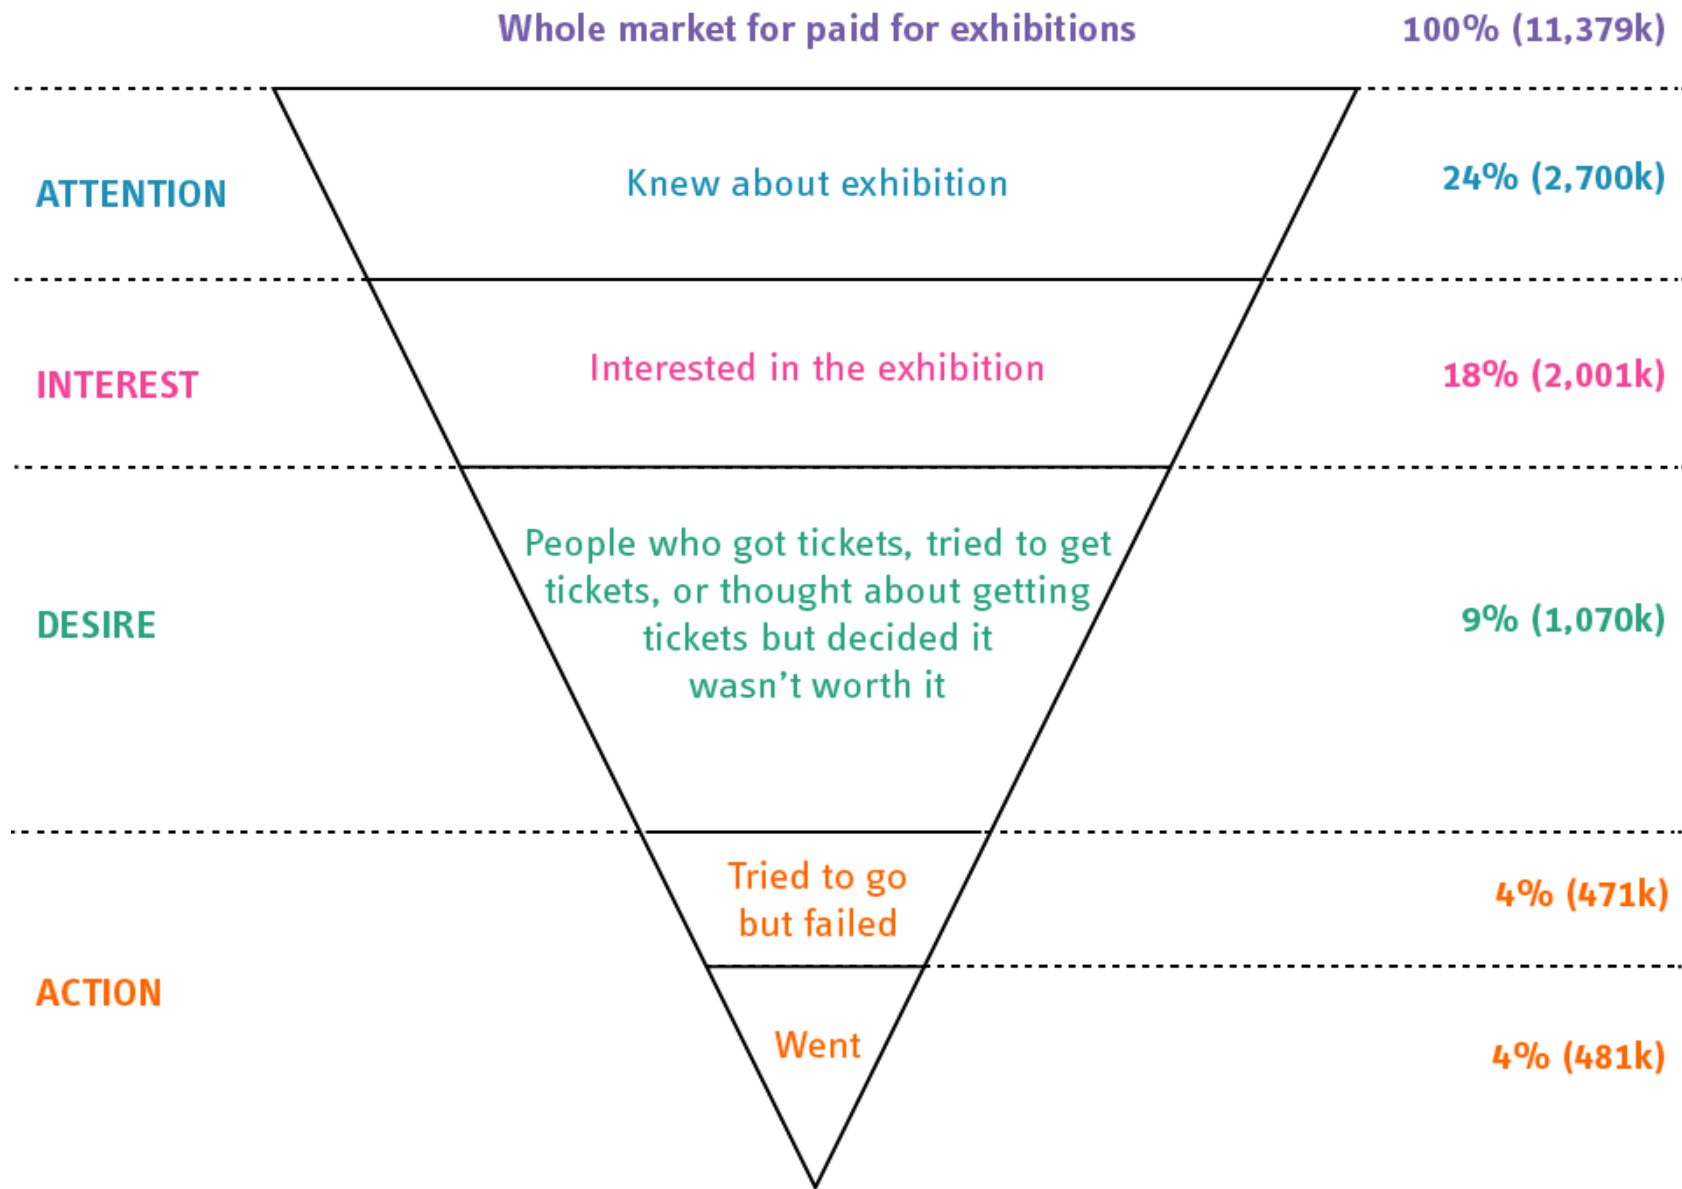 Whole market for paid for exhibitions 100% (11,379k)
ATTENTION Knew about exhibition 24% (2,700k)
INTEREST Interested in the exhibition 18% (2,001k)
People who got tickets, tried to get
tickets, or thought about getting
DESIRE tickets but decided it 9% (1,070k)
wasn't worth it
Tried to go
but failed 4% (471k)
ACTION
Went 4% (481k)